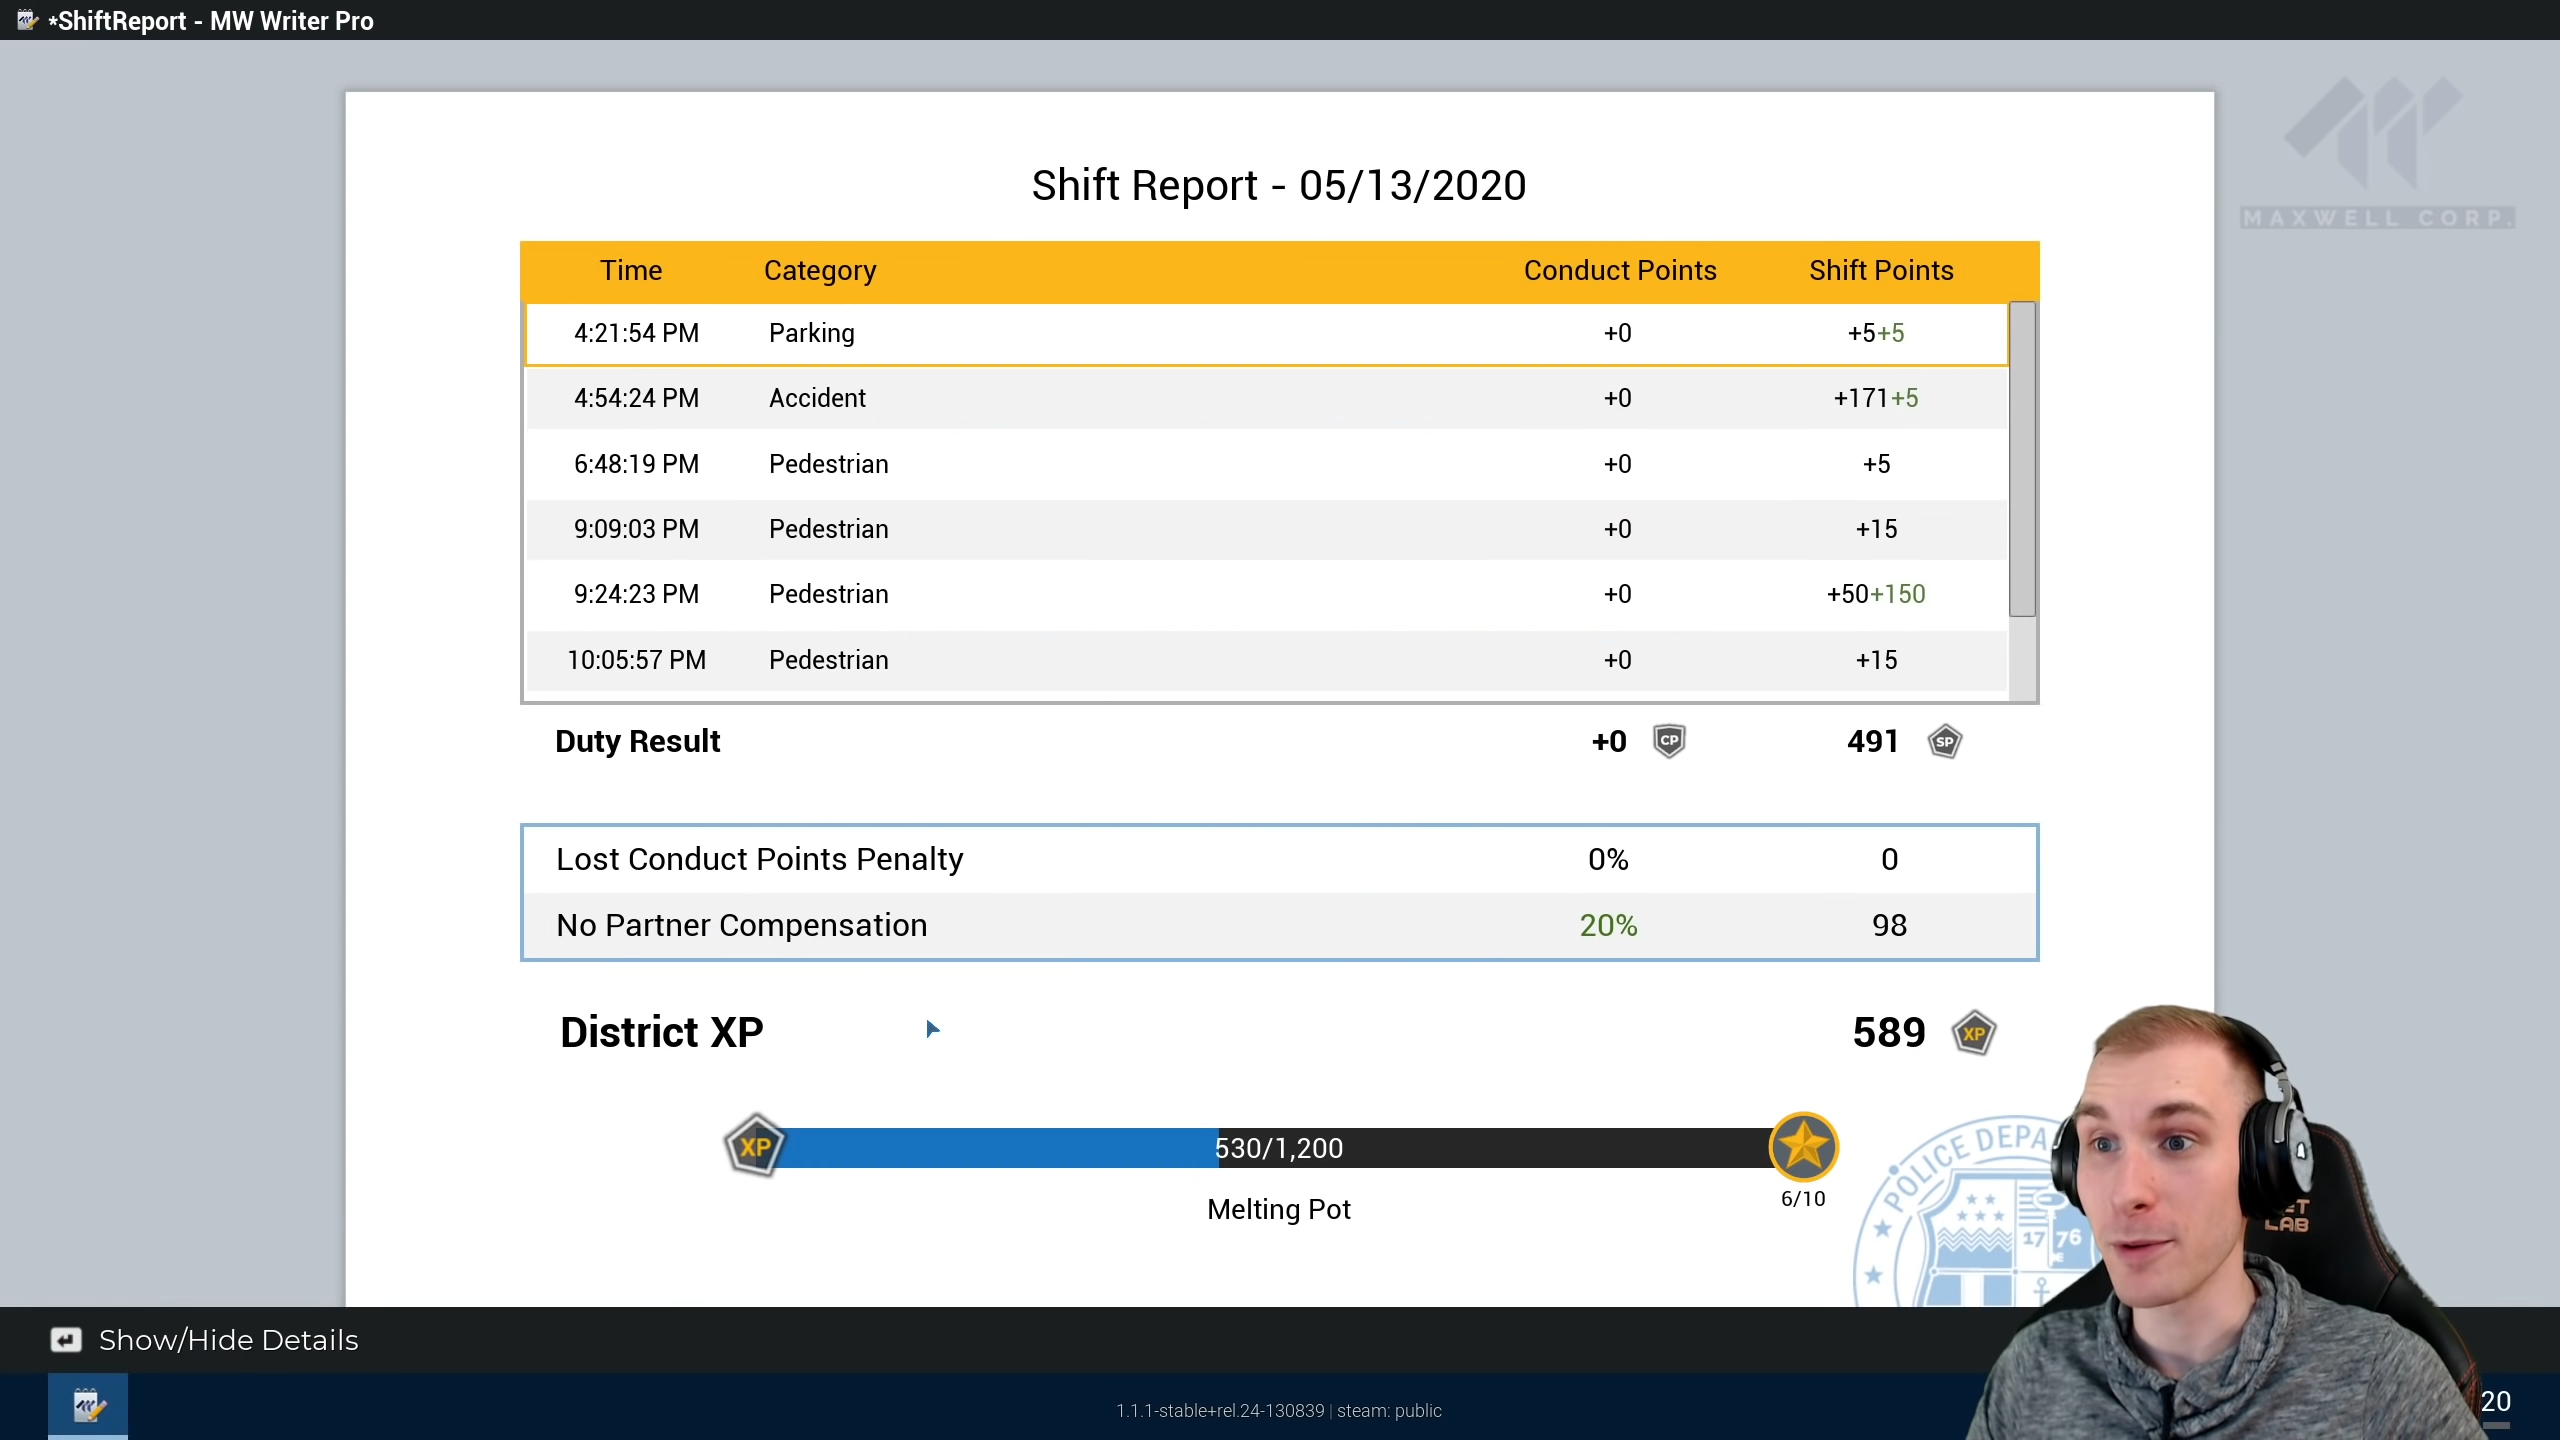 *ShiftReport - MW Writer Pro
MAXWELL CORP.
Shift Report - 05/13/2020
Time Category Conduct Points Shift Points
4:21:54 PM Parking +0 +5+5
4:54:24 PM Accident +0 +171+5
6:48:19 PM Pedestrian +0 +5
9:09:03 PM Pedestrian +0 +15
9:24:23 PM Pedestrian +0 +50+150
10:05:57 PM Pedestrian +0 +15
Duty Result +0 CP 491 SP
Lost Conduct Points Penalty 0% 0
No Partner Compensation 20% 98
District XP 589 XP
XP 530/1,200
6/10
Melting Pot
POLICE DEPA
17 76
LAB
Show/Hide Details
1.1.1-stable+rel.24-130839 | steam: public
20